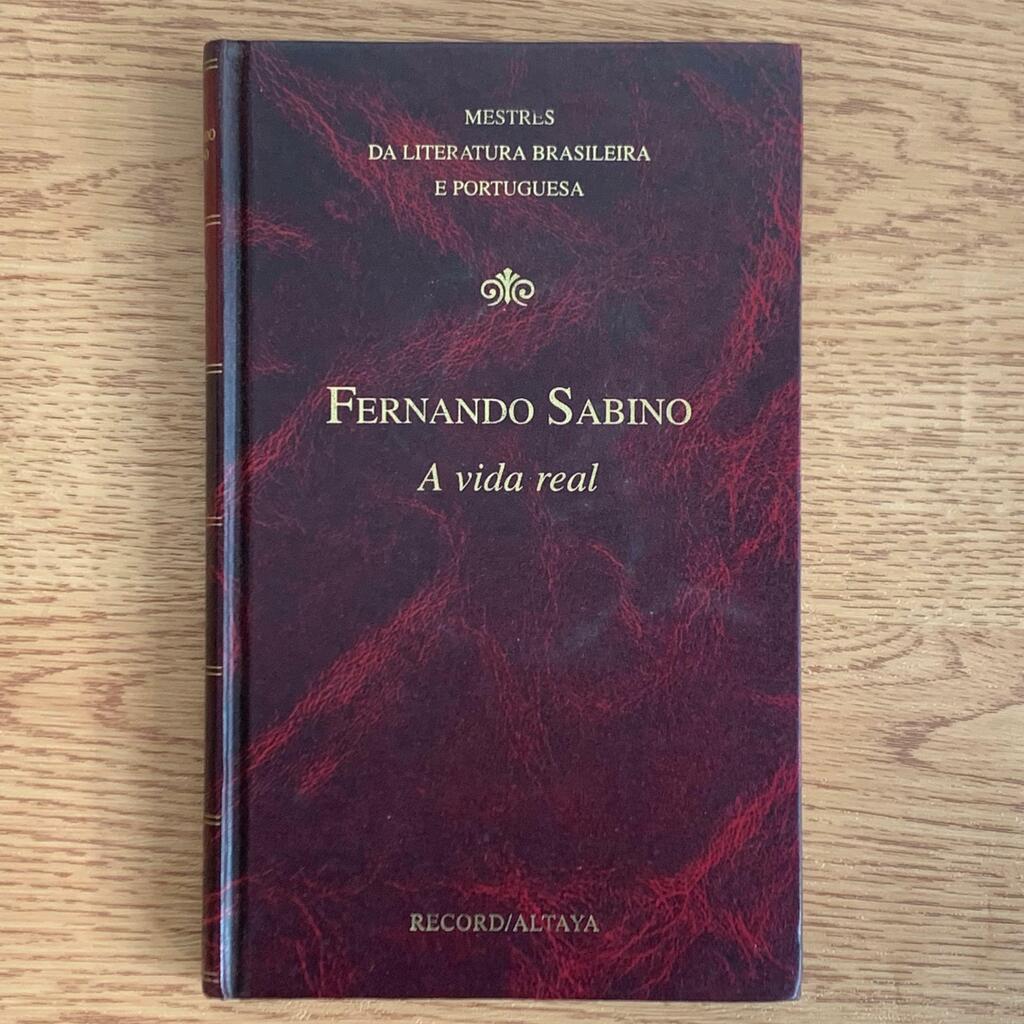 MESTRES
DA LITERATURA BRASILEIRA
E PORTUGUESA
FERNANDO SABINO
A vida real
RECORD/ALTAYA